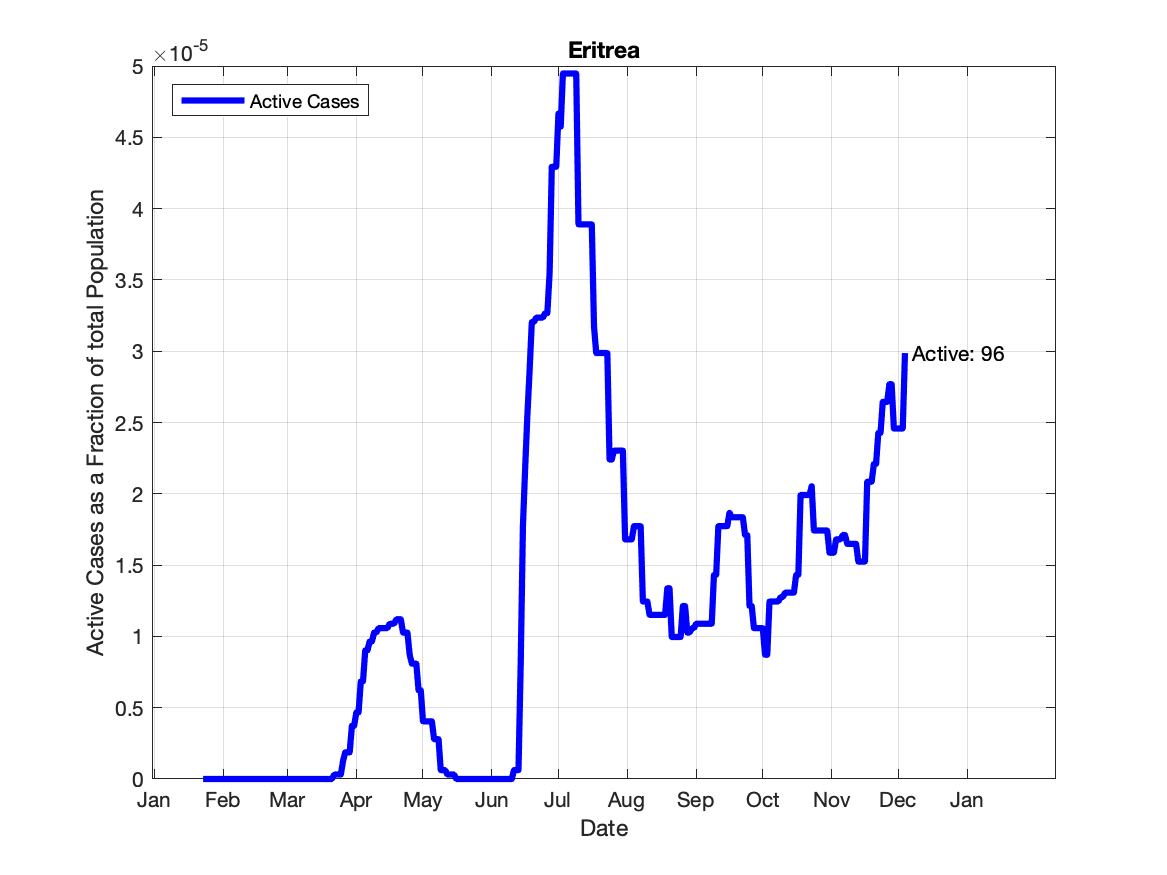 Eritrea
×10-5
5
4.5
4
3.5
3
2.5
2
1.5
1
0.5
0
Active Cases as a Fraction of total Population
Active Cases
Active: 96
Jan Feb Mar Apr May Jun Jul Aug Sep Oct Nov Dec Jan
Date